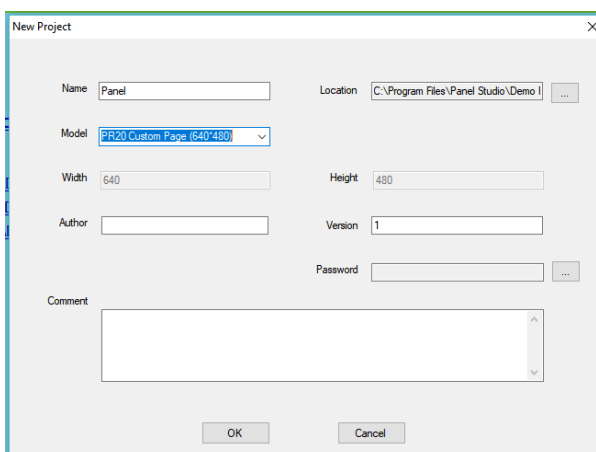 New Project
Name Panel Location C:\Program Files\Panel Studio\Demo ...
Model PR20 Custom Page (640*480)
Width 640 Height 480
Author Version 1
Password ...
Comment
OK Cancel